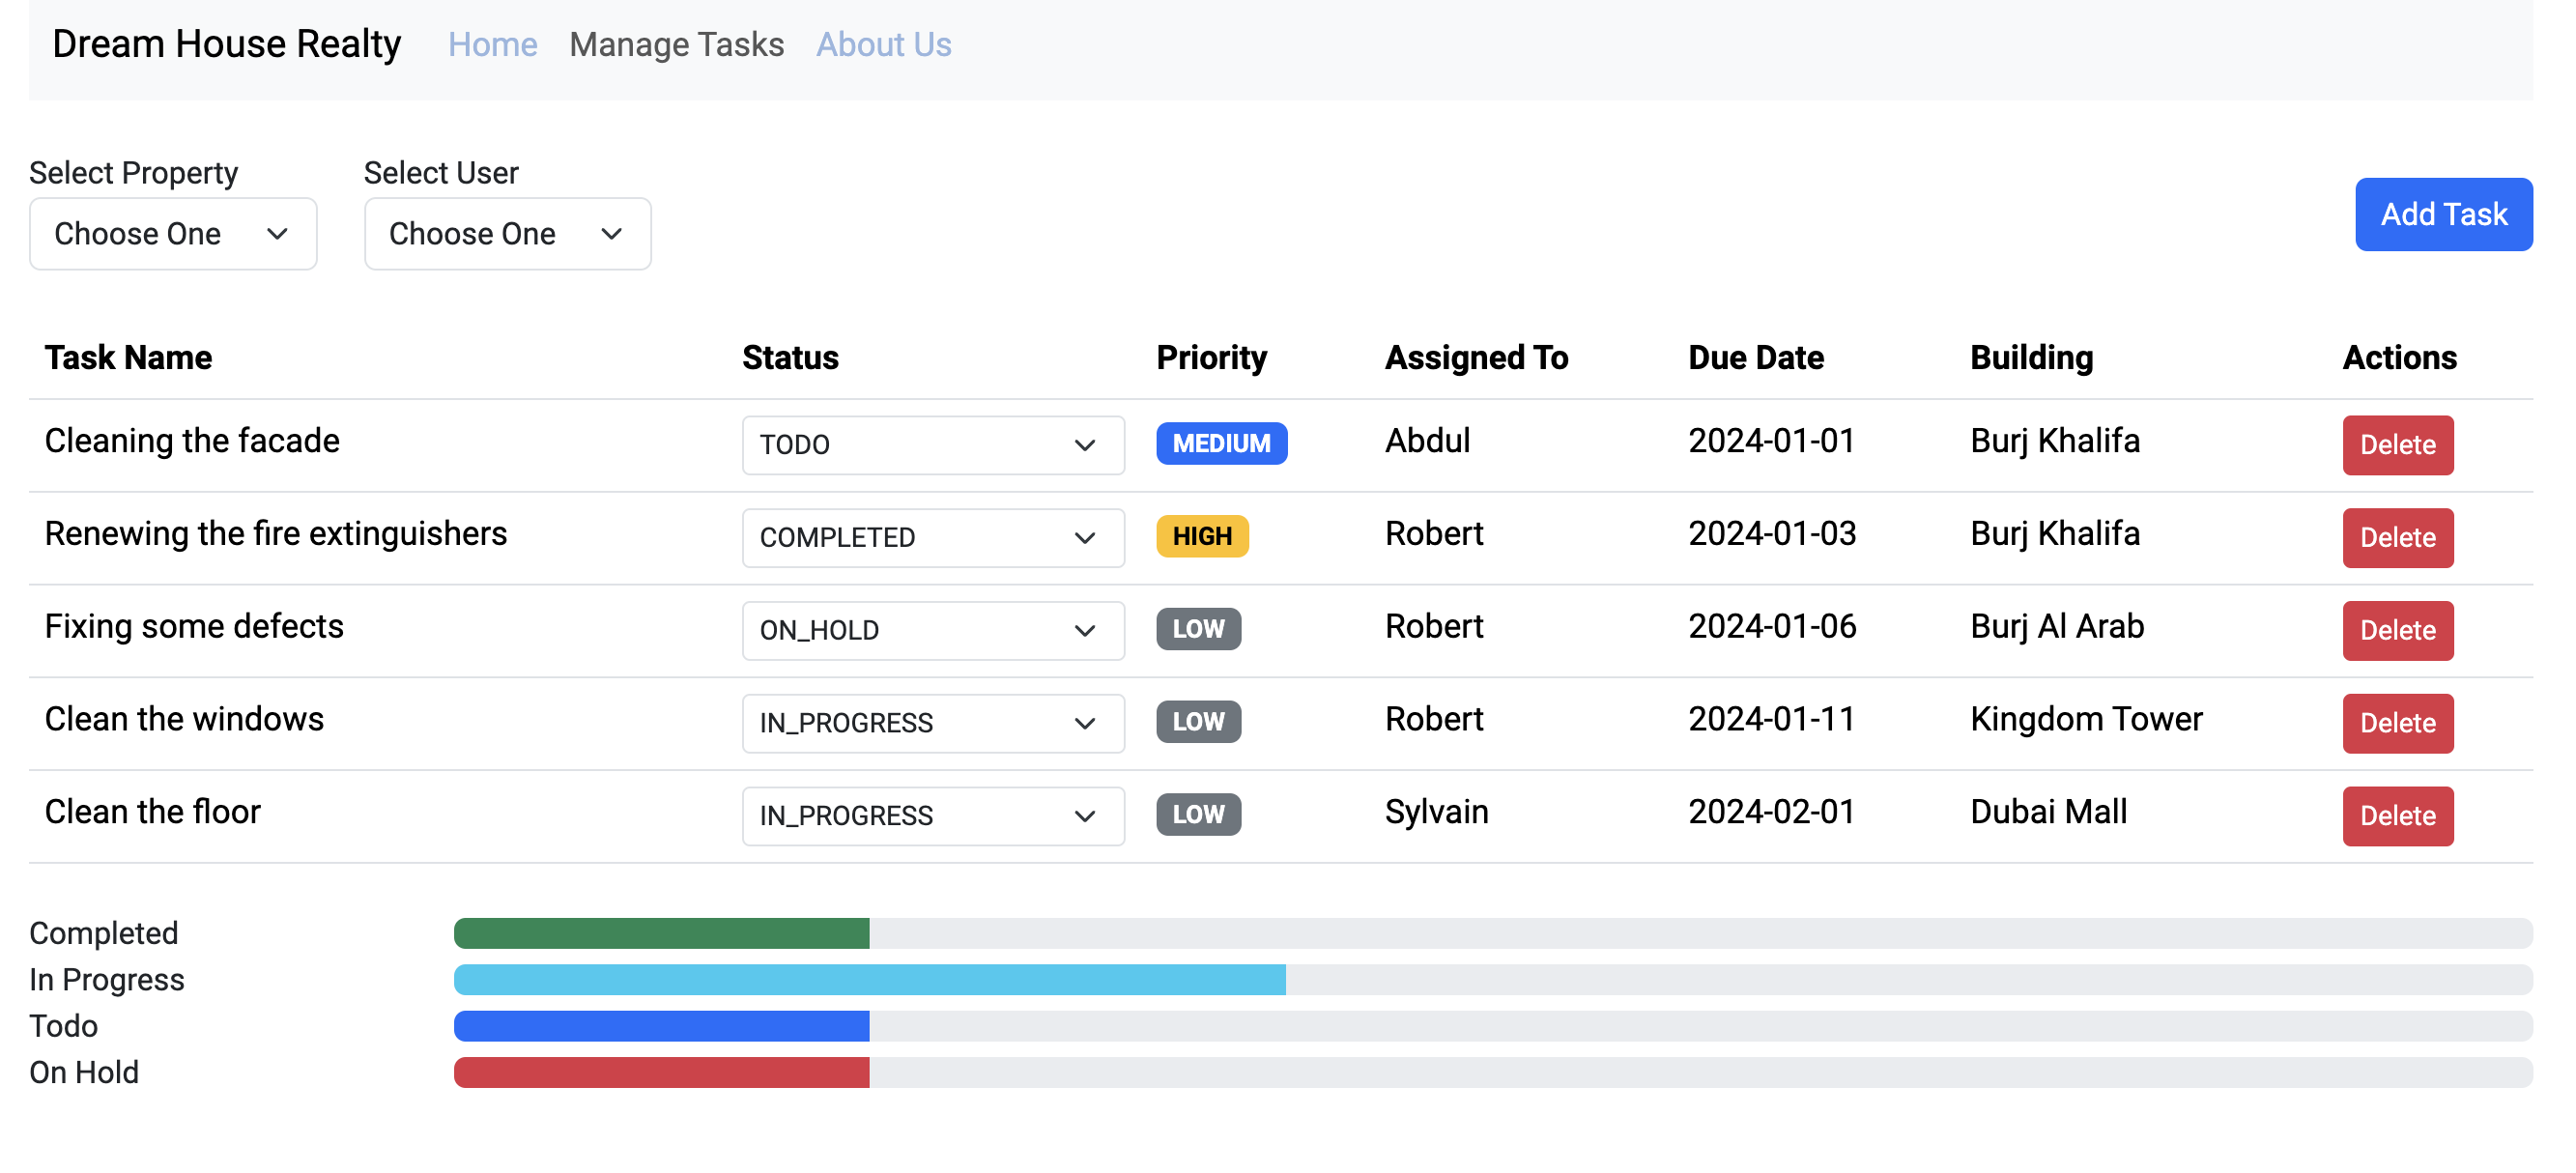 Dream House Realty Home Manage Tasks About Us
Select Property Select User
Choose One Choose One Add Task
Task Name Status Priority Assigned To Due Date Building Actions
Cleaning the facade TODO MEDIUM Abdul 2024-01-01 Burj Khalifa Delete
Renewing the fire extinguishers COMPLETED HIGH Robert 2024-01-03 Burj Khalifa Delete
Fixing some defects ON_HOLD LOW Robert 2024-01-06 Burj Al Arab Delete
Clean the windows IN_PROGRESS LOW Robert 2024-01-11 Kingdom Tower Delete
Clean the floor IN_PROGRESS LOW Sylvain 2024-02-01 Dubai Mall Delete
Completed
In Progress
Todo
On Hold